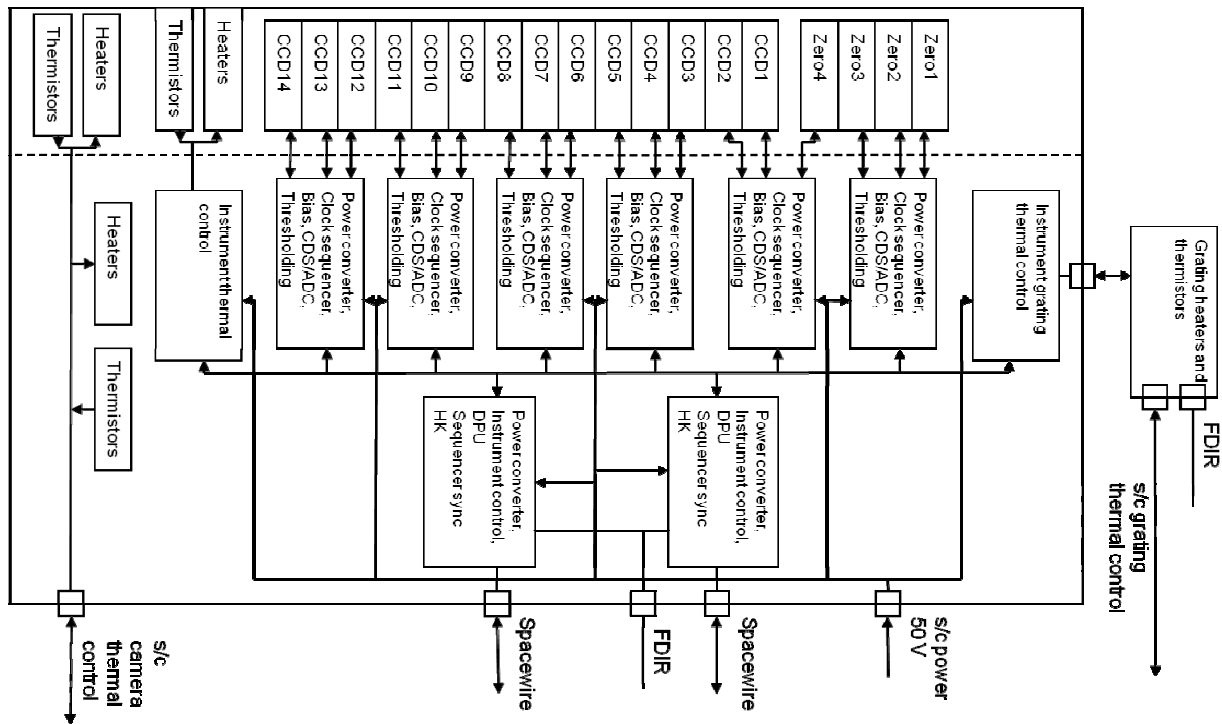 Grating heaters and
thermistors
FDIR
s/c grating
thermal control
Instrument grating
thermal control
Zero1
Zero2
Zero3
Zero4
Power converter,
Clock sequencer,
Bias, CDS/ADC,
Thresholding
s/c power
50 V
CCD1
CCD2
Power converter,
Clock sequencer,
Bias, CDS/ADC,
Thresholding
Power converter,
Instrument control,
DPU
Sequencer sync
HK
Spacewire
CCD3
CCD4
CCD5
Power converter,
Clock sequencer,
Bias, CDS/ADC,
Thresholding
FDIR
CCD6
CCD7
CCD8
Power converter,
Clock sequencer,
Bias, CDS/ADC,
Thresholding
Power converter,
Instrument control,
DPU
Sequencer sync
HK
Spacewire
CCD9
CCD10
CCD11
Power converter,
Clock sequencer,
Bias, CDS/ADC,
Thresholding
CCD12
CCD13
CCD14
Power converter,
Clock sequencer,
Bias, CDS/ADC,
Thresholding
Heaters
Thermistors
Instrument thermal
control
Heaters
Thermistors
Heaters
Thermistors
s/c
camera
thermal
control